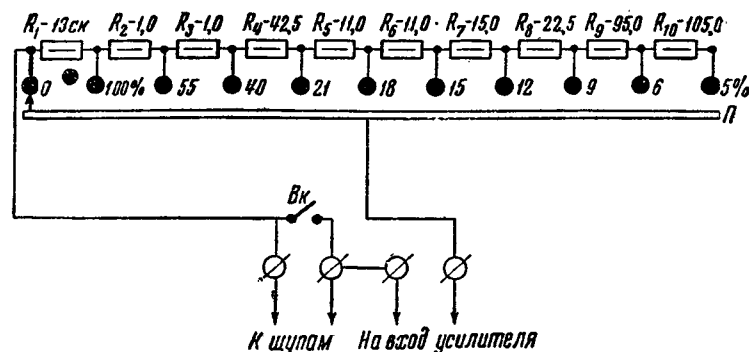 R₁-13ск R₂-1,0 R₃-1,0 R₄-42,5 R₅-11,0 R₆-11,0 R₇-15,0 R₈-22,5 R₉-95,0 R₁₀-105,0
0 100% 55 40 21 18 15 12 9 6 5%
П
Вк
К щупам На вход усилителя